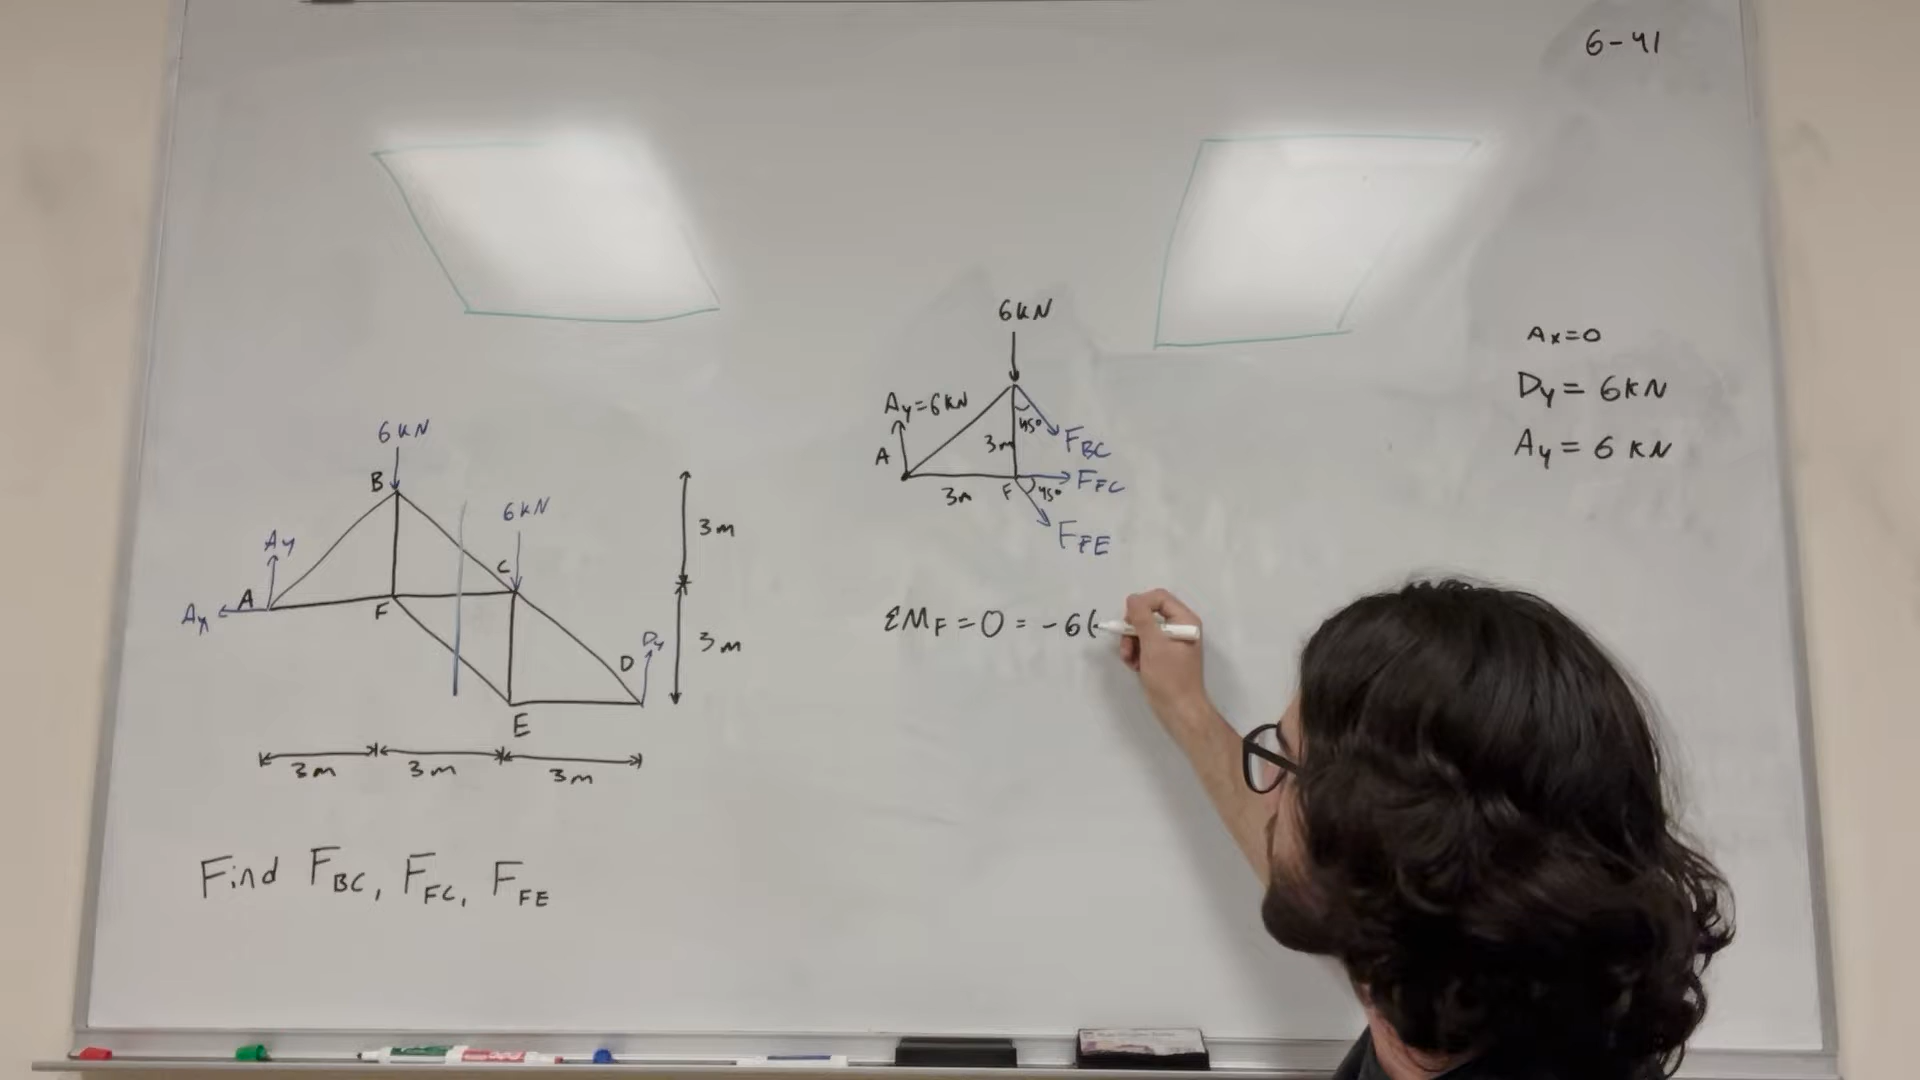 6-41
6kN
Ax=0
Ay=6kN
Dy= 6kN
45°
3m
FBC
Ay = 6 kN
A
FFC
3m
F
45°
FFE
6kN
B
6kN
3m
Ay
C
Ax
A
F
3m
Dy
D
E
3m
3m
3m
ΣMF = 0 = -6(
Find FBC, FFC, FFE